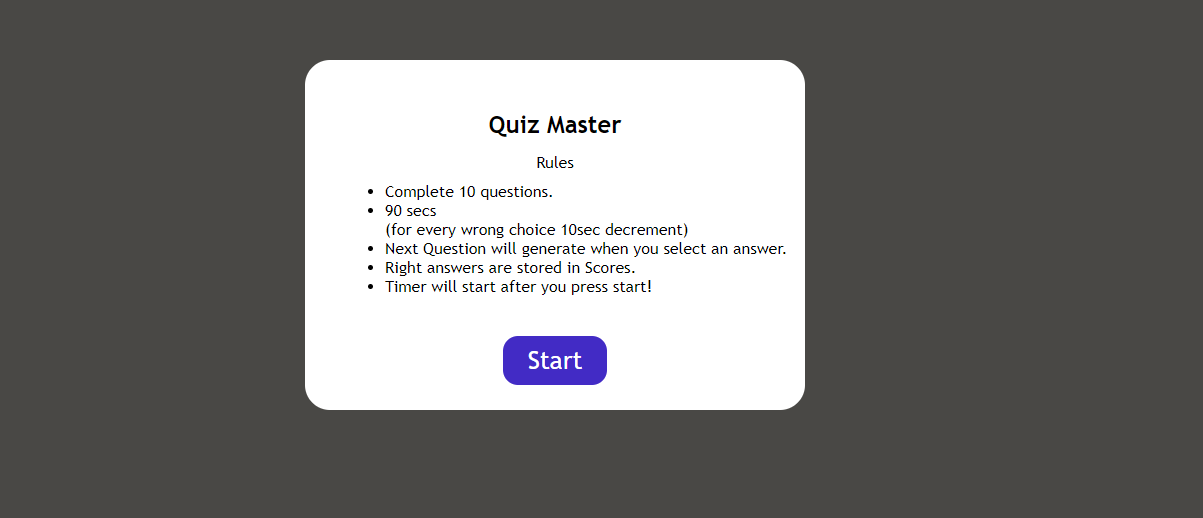 Quiz Master
Rules
• Complete 10 questions.
• 90 secs
(for every wrong choice 10sec decrement)
• Next Question will generate when you select an answer.
• Right answers are stored in Scores.
• Timer will start after you press start!
Start